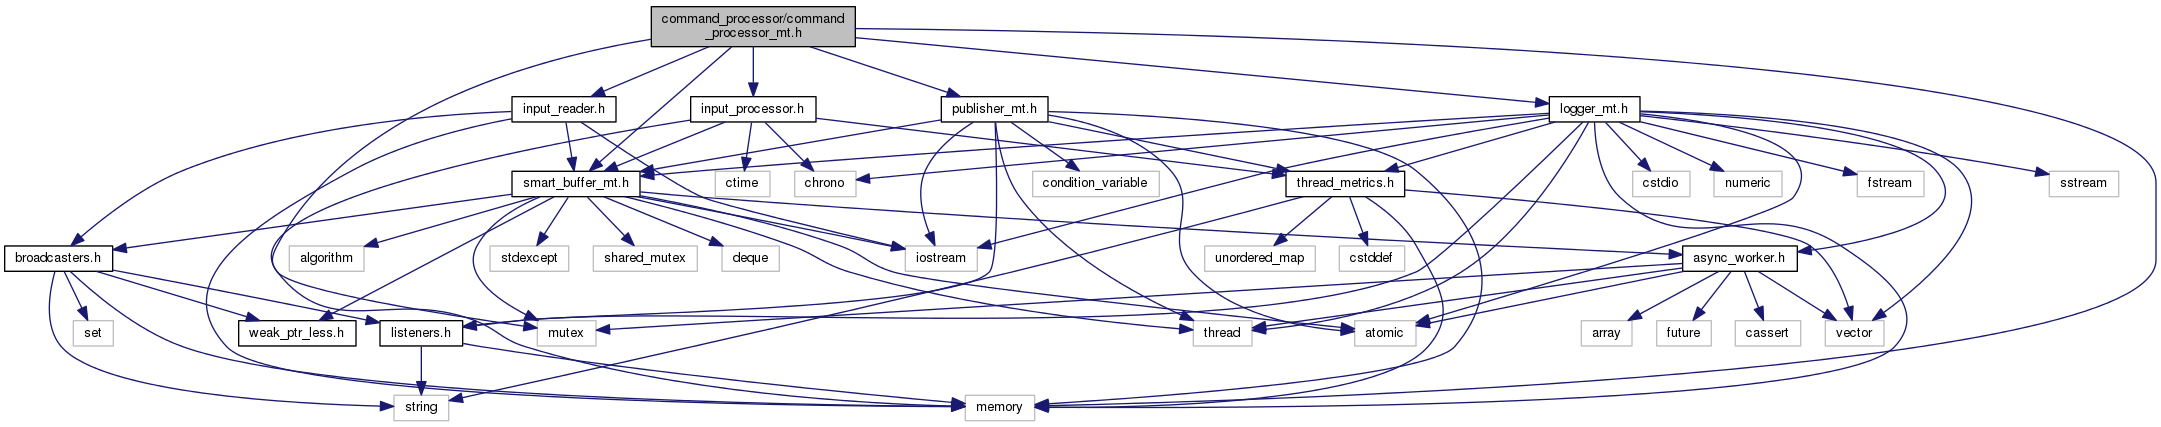 command_processor/command
_processor_mt.h
input_reader.h
input_processor.h
publisher_mt.h
logger_mt.h
smart_buffer_mt.h
ctime
chrono
condition_variable
thread_metrics.h
cstdio
numeric
fstream
sstream
broadcasters.h
algorithm
stdexcept
shared_mutex
deque
iostream
unordered_map
cstddef
async_worker.h
set
weak_ptr_less.h
listeners.h
mutex
thread
atomic
array
future
cassert
vector
string
memory